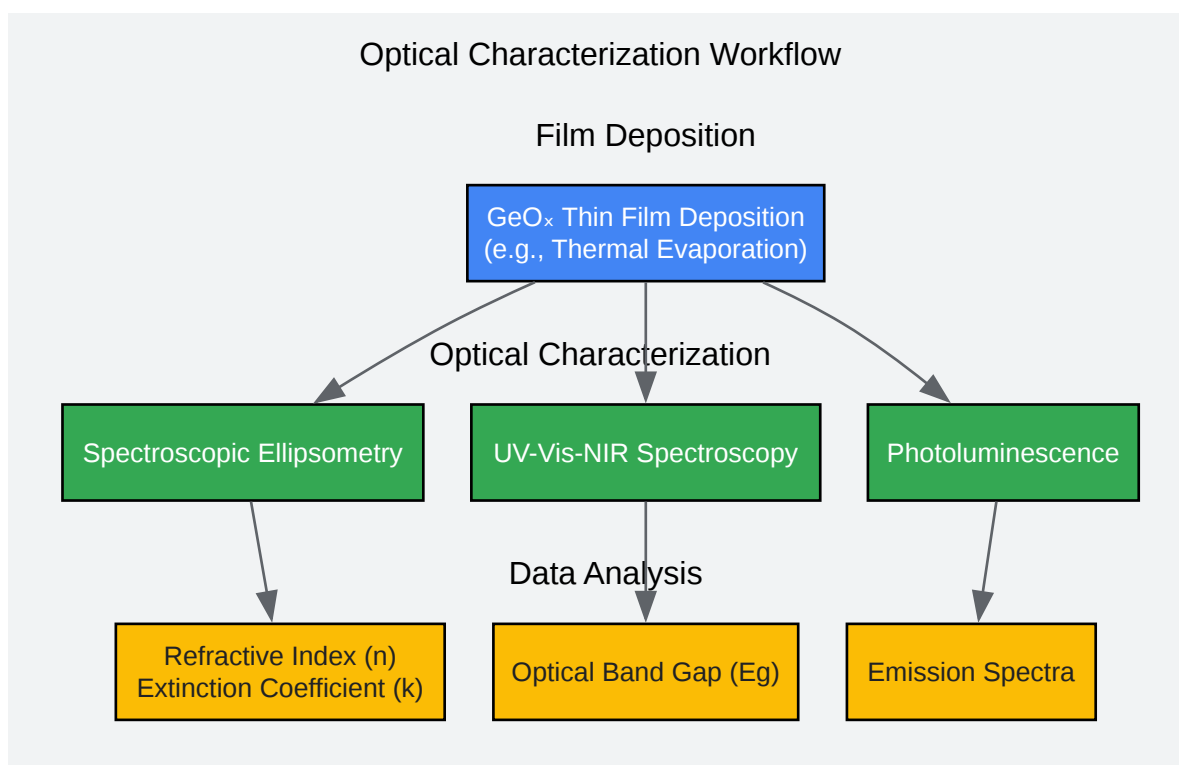 Optical Characterization Workflow
Film Deposition
GeOₓ Thin Film Deposition
(e.g., Thermal Evaporation)
Optical Characterization
Spectroscopic Ellipsometry
UV-Vis-NIR Spectroscopy
Photoluminescence
Data Analysis
Refractive Index (n)
Extinction Coefficient (k)
Optical Band Gap (Eg)
Emission Spectra